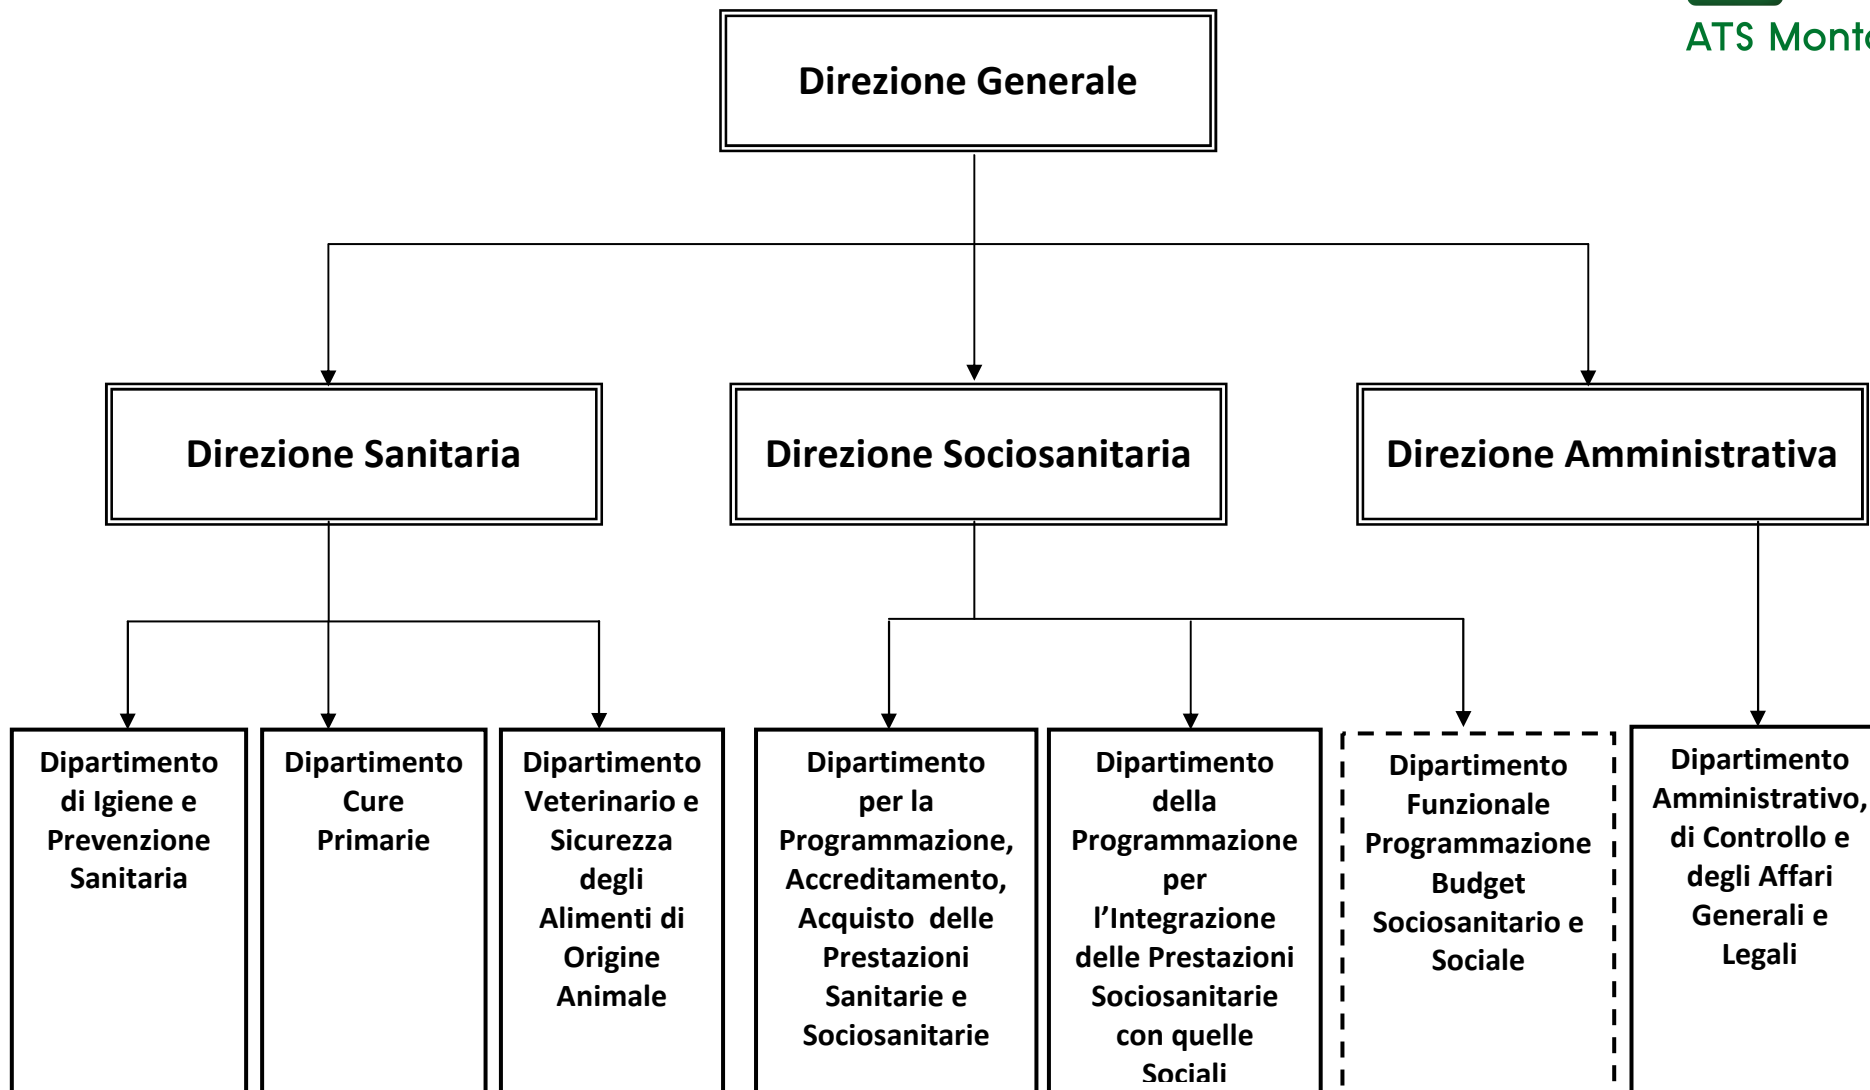 ATS
Direzione Generale
Direzione Sanitaria
Direzione Sociosanitaria
Direzione Amministrativa
Dipartimento
di Igiene e
Prevenzione
Sanitaria
Dipartimento
Cure
Primarie
Dipartimento
Veterinario e
Sicurezza
degli
Alimenti di
Origine
Animale
Dipartimento
per la
Programmazione,
Accreditamento,
Acquisto delle
Prestazioni
Sanitarie e
Sociosanitarie
Dipartimento
della
Programmazione
per
l’Integrazione
delle Prestazioni
Sociosanitarie
con quelle
Sociali
Dipartimento
Funzionale
Programmazione
Budget
Sociosanitario e
Sociale
Dipartimento
Amministrativo,
di Controllo e
degli Affari
Generali e
Legali